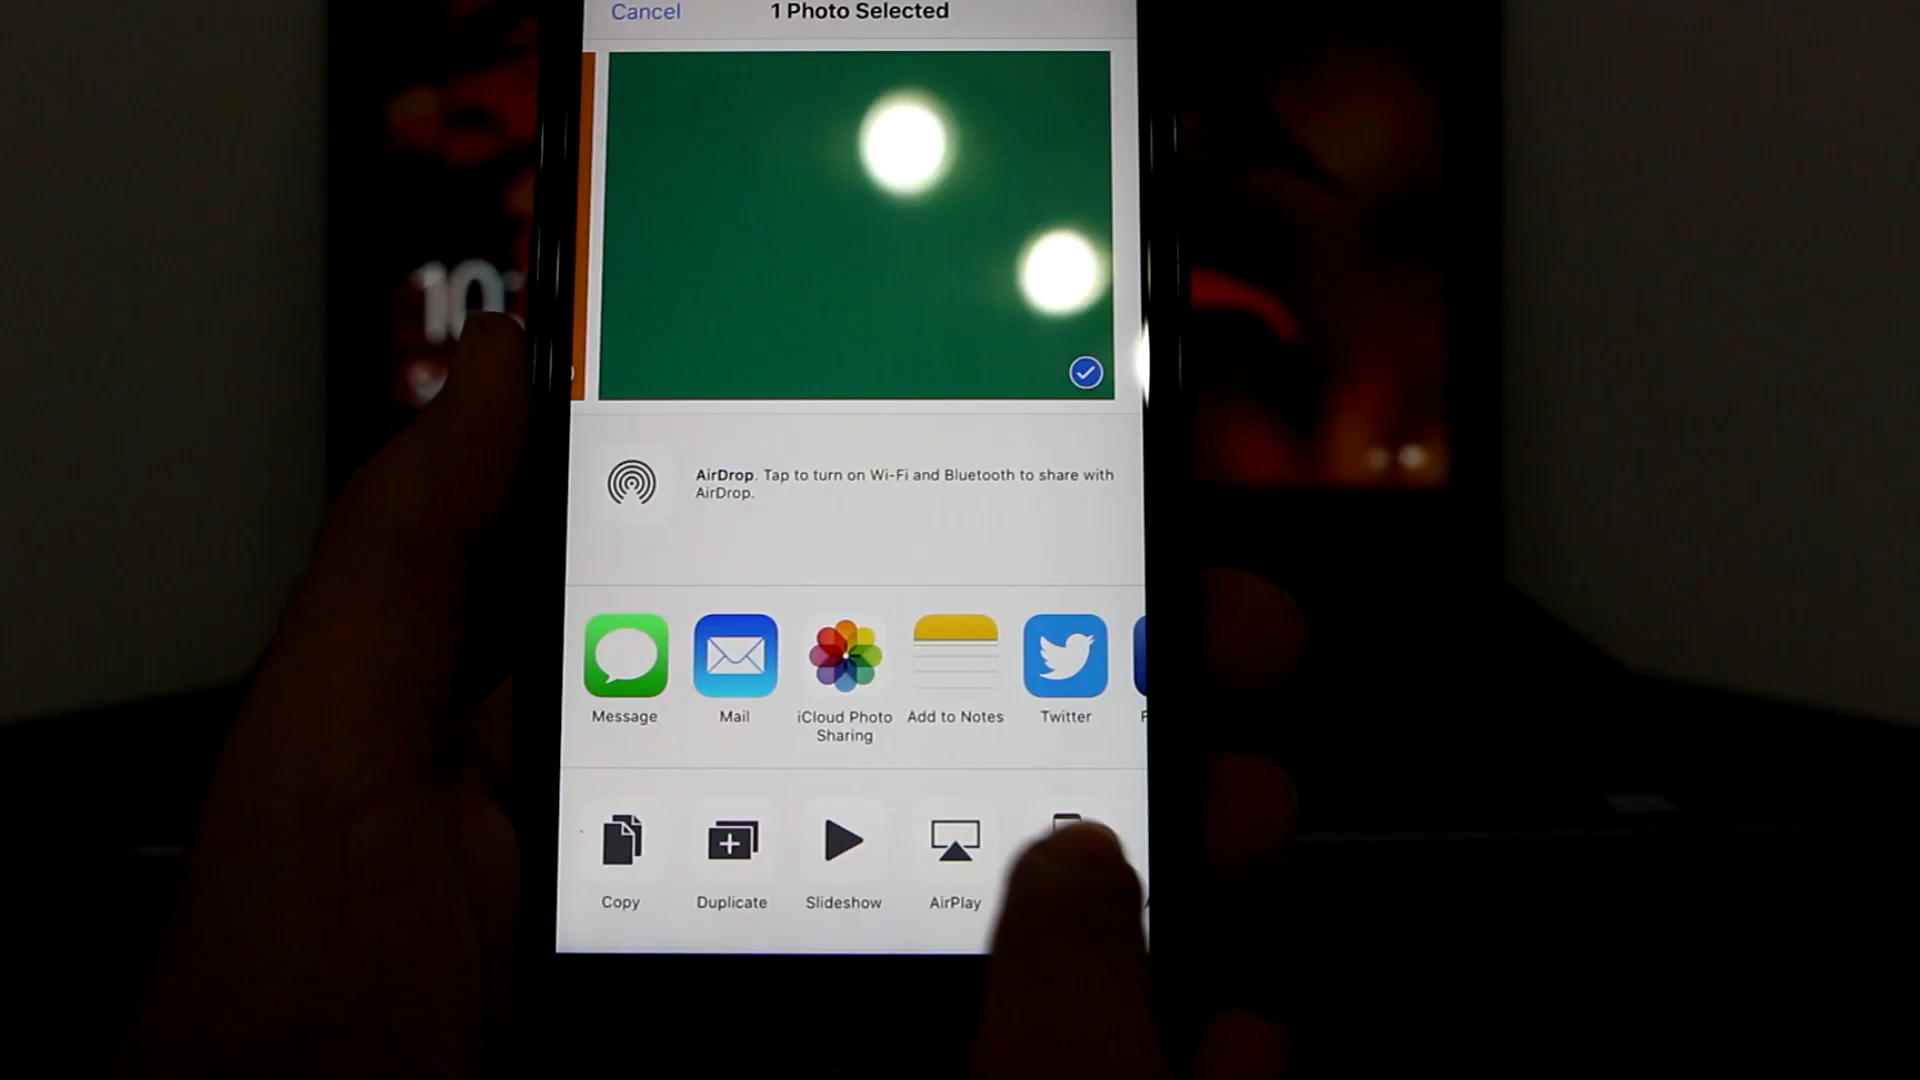 Cancel
1 Photo Selected
10:
AirDrop. Tap to turn on Wi-Fi and Bluetooth to share with
AirDrop.
Message
Mail
iCloud Photo
Sharing
Add to Notes
Twitter
Copy
Duplicate
Slideshow
AirPlay